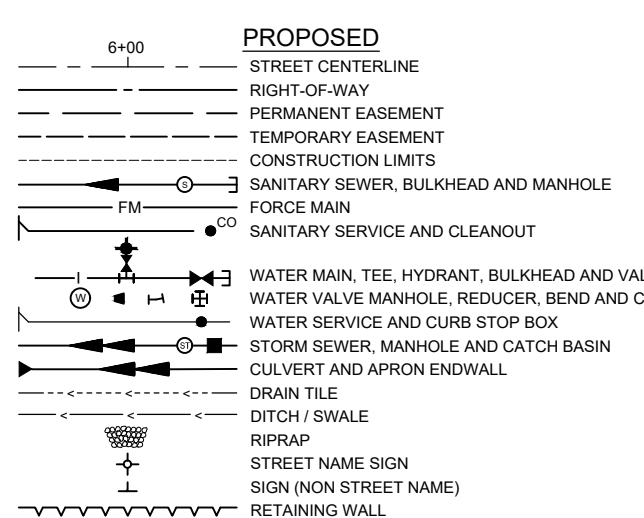 PROPOSED
6+00
STREET CENTERLINE
RIGHT-OF-WAY
PERMANENT EASEMENT
TEMPORARY EASEMENT
CONSTRUCTION LIMITS
S SANITARY SEWER, BULKHEAD AND MANHOLE
FM FORCE MAIN
CO SANITARY SERVICE AND CLEANOUT
I WATER MAIN, TEE, HYDRANT, BULKHEAD AND
W WATER VALVE MANHOLE, REDUCER, BEND AND
WATER SERVICE AND CURB STOP BOX
ST STORM SEWER, MANHOLE AND CATCH BASIN
CULVERT AND APRON ENDWALL
DRAIN TILE
DITCH / SWALE
RIPRAP
STREET NAME SIGN
SIGN (NON STREET NAME)
RETAINING WALL